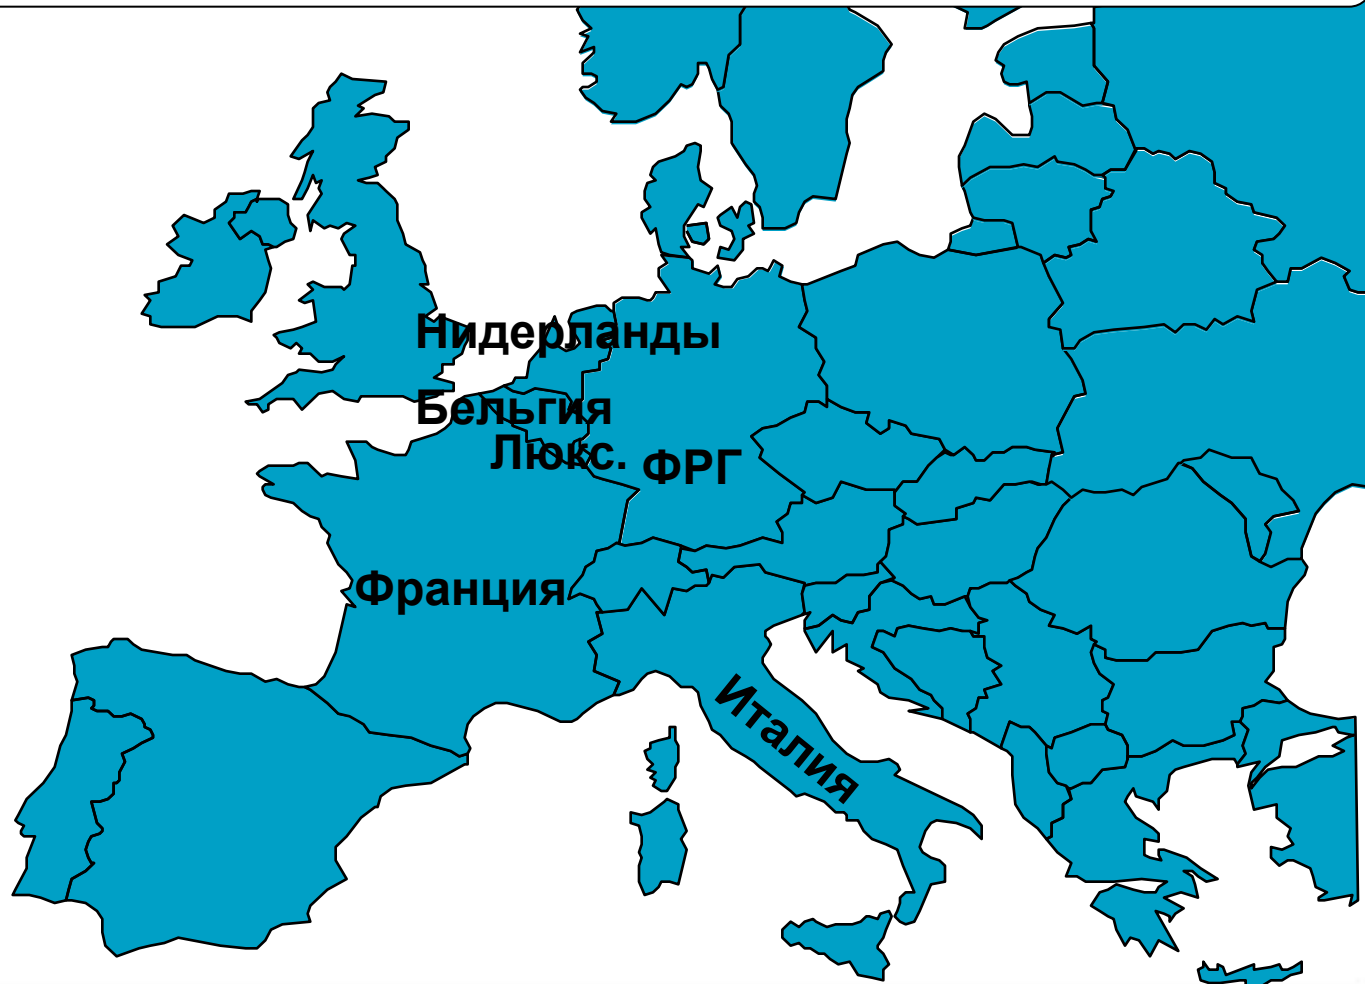 Нидерланды
Бельгия
Люкс.
ФРГ
Франция
Италия